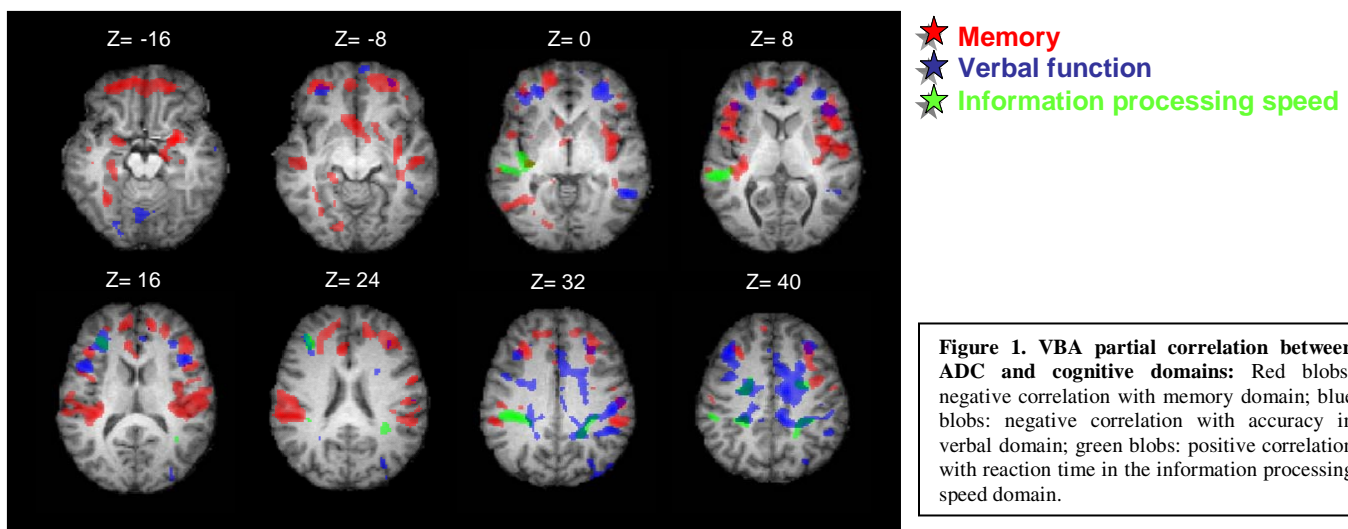 Z= -16 Z= -8 Z= 0 Z= 8
Z= 16 Z= 24 Z= 32 Z= 40
Memory
Verbal function
Information processing speed
Figure 1. VBA partial correlation between
ADC and cognitive domains: Red blobs
negative correlation with memory domain; blue
blobs: negative correlation with accuracy in
verbal domain; green blobs: positive correlation
with reaction time in the information processing
speed domain.